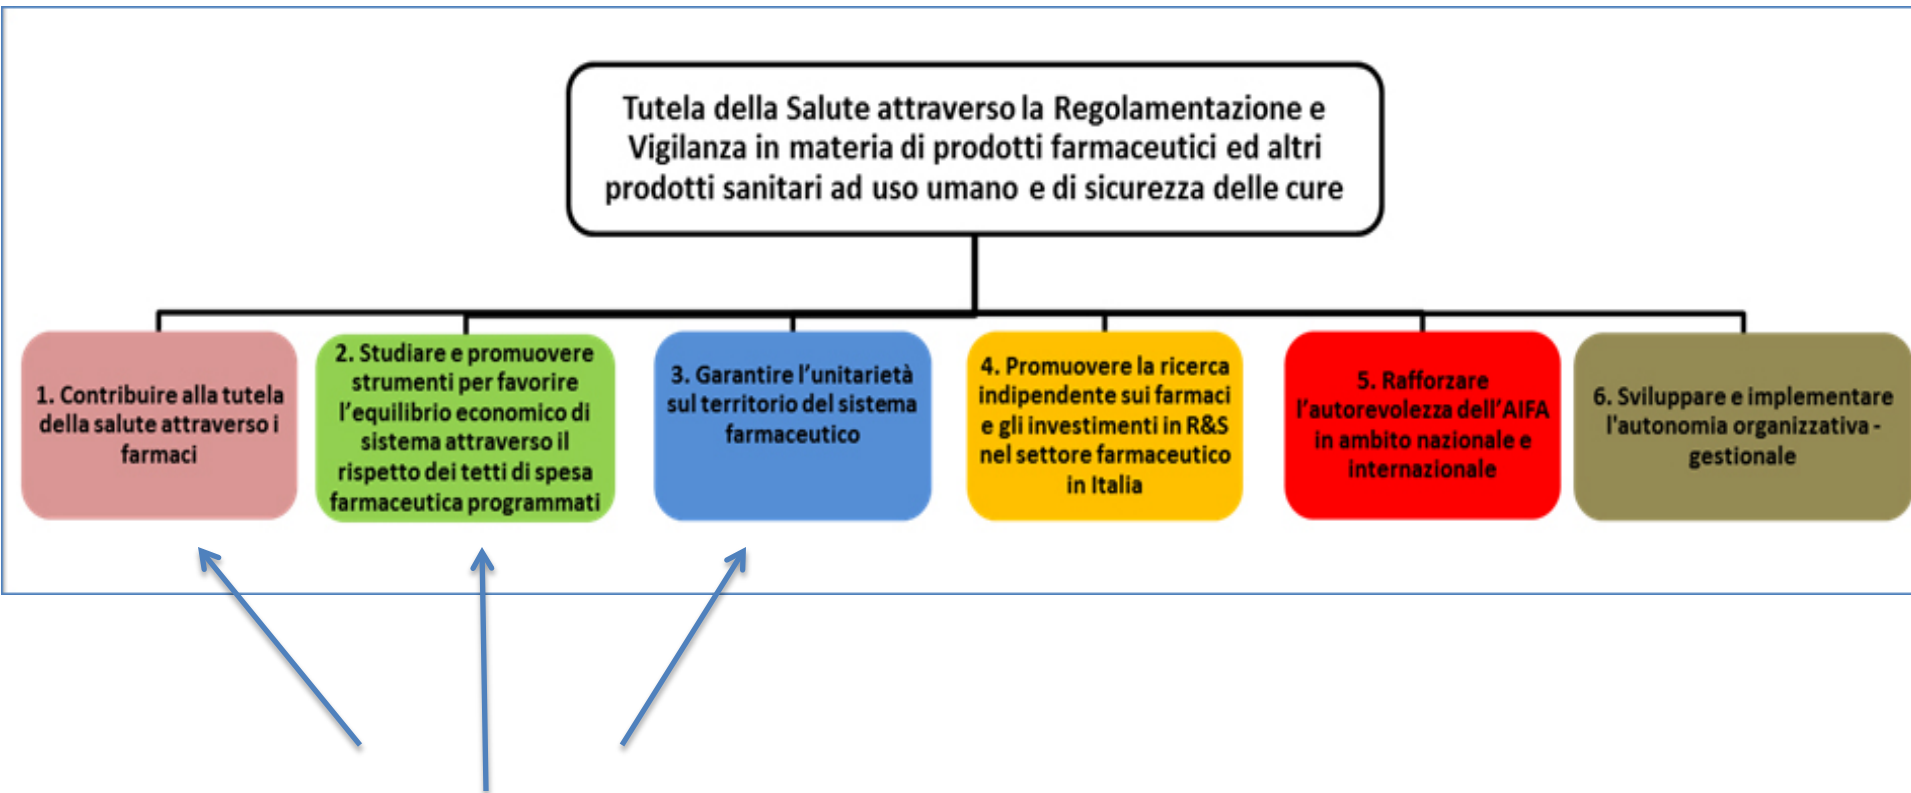 Tutela della Salute attraverso la Regolamentazione e
Vigilanza in materia di prodotti farmaceutici ed altri
prodotti sanitari ad uso umano e di sicurezza delle cure
1. Contribuire alla tutela
della salute attraverso i
farmaci
2. Studiare e promuovere
strumenti per favorire
l'equilibrio economico di
sistema attraverso il
rispetto dei tetti di spesa
farmaceutica programmati
3. Garantire l'unitarietà
sul territorio del sistema
farmaceutico
4. Promuovere la ricerca
indipendente sui farmaci
e gli investimenti in R&S
nel settore farmaceutico
in Italia
5. Rafforzare
l'autorevolezza dell'AIFA
in ambito nazionale e
internazionale
6. Sviluppare e implementare
l'autonomia organizzativa -
gestionale